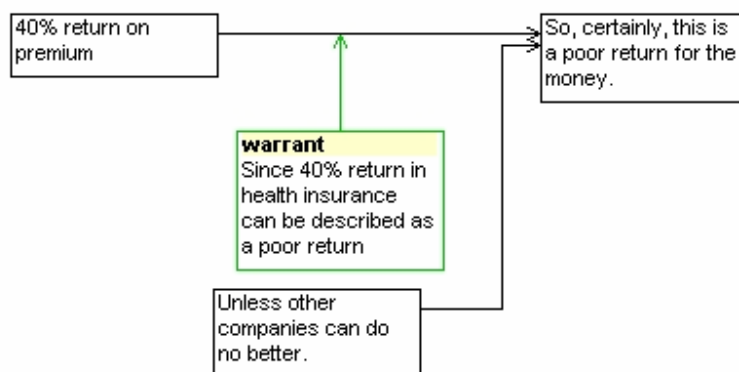 40% return on
premium
So, certainly, this is
a poor return for the
money.
warrant
Since 40% return in
health insurance
can be described as
a poor return
Unless other
companies can do
no better.